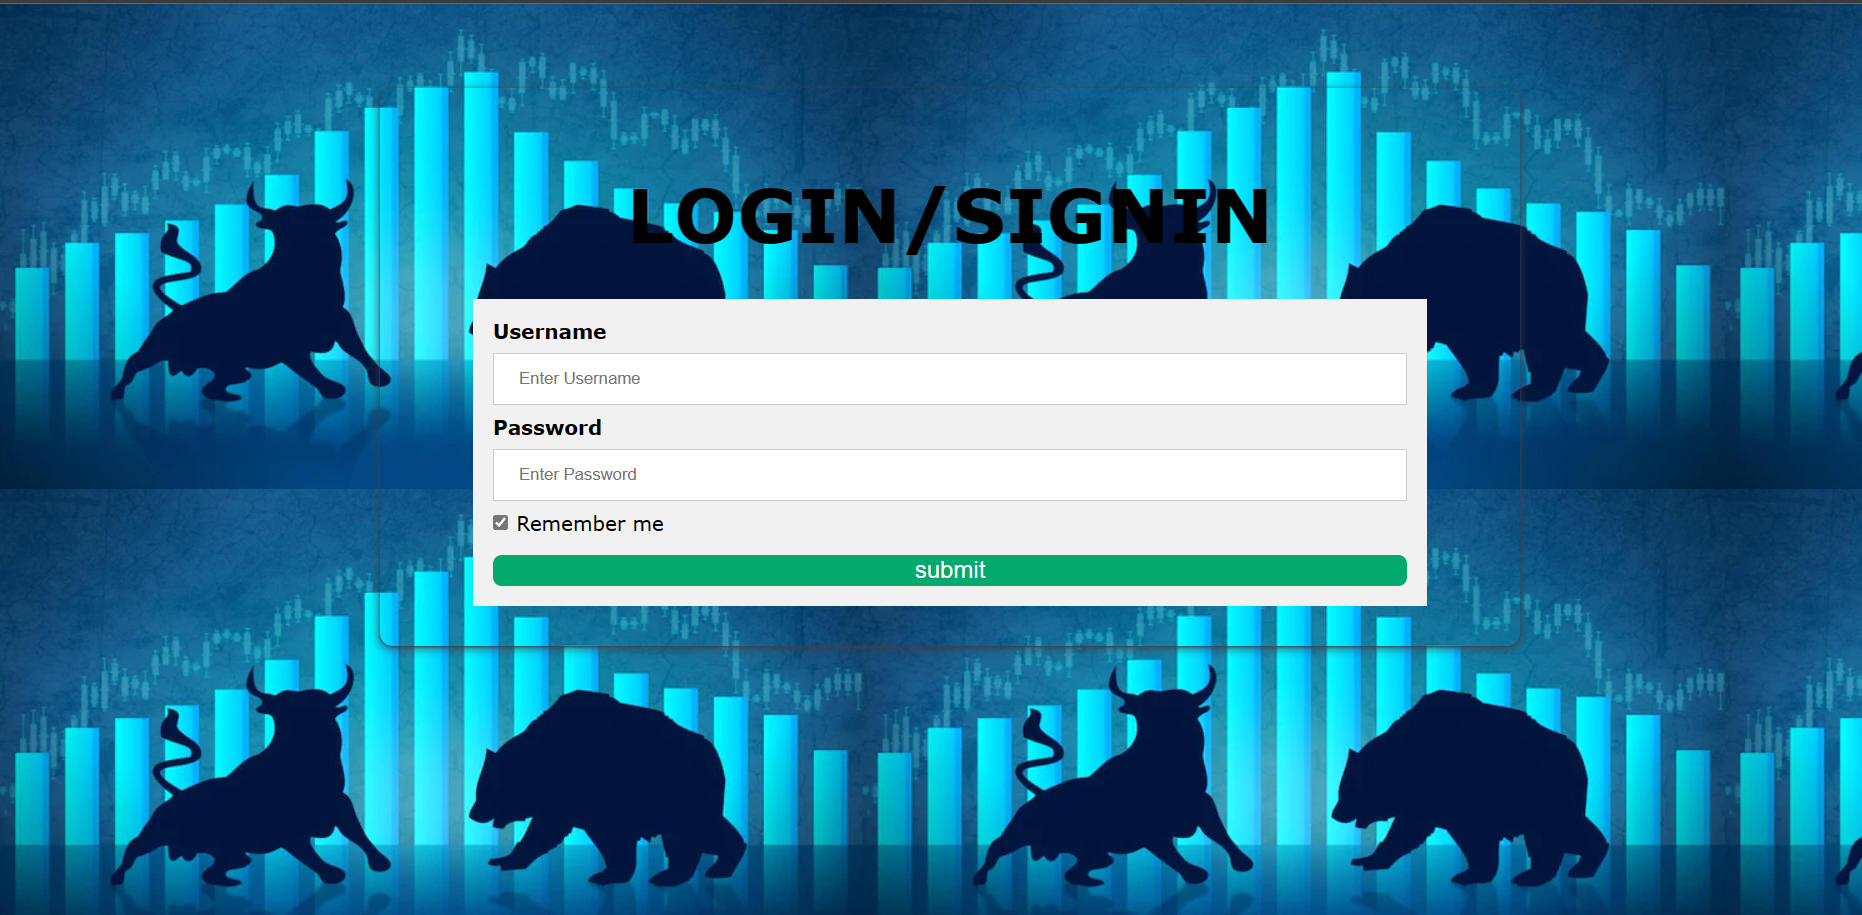 LOGIN/SIGNIN
Username
Enter Username
Password
Enter Password
Remember me
submit